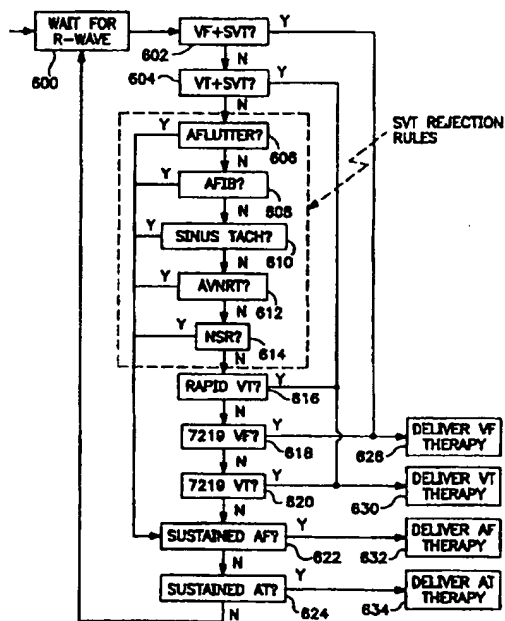 WAIT FOR
R-WAVE
600
VF+SVT?
Y
602
N
604
VT+SVT?
Y
N
SVT REJECTION
RULES
Y
AFLUTTER?
606
N
Y
AFIB?
608
N
Y
SINUS TACH?
610
N
Y
AVNRT?
612
N
Y
NSR?
614
N
RAPID VT?
Y
616
N
7219 VF?
Y
618
DELIVER VF
THERAPY
626
N
7219 VT?
Y
620
DELIVER VT
THERAPY
630
N
SUSTAINED AF?
Y
622
DELIVER AF
THERAPY
632
N
SUSTAINED AT?
Y
624
DELIVER AT
THERAPY
634
N